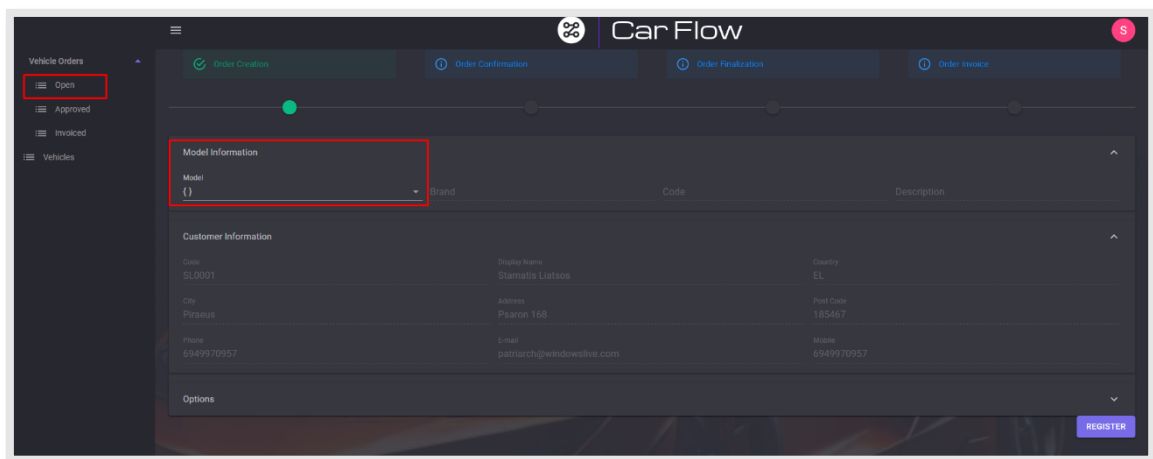 Car Flow
S
Vehicle Orders
Open
Approved
Invoiced
Vehicles
Order Creation
Order Confirmation
Order Finalization
Order Invoice
Model Information
Model
{ }
Brand
Code
Description
Customer Information
Code
Display Name
Country
SL0001
Stamatis Liatsos
EL
City
Address
Post Code
Piraeus
Psaron 168
185467
Phone
E-mail
Mobile
6949970957
patriarch@windowslive.com
6949970957
Options
REGISTER